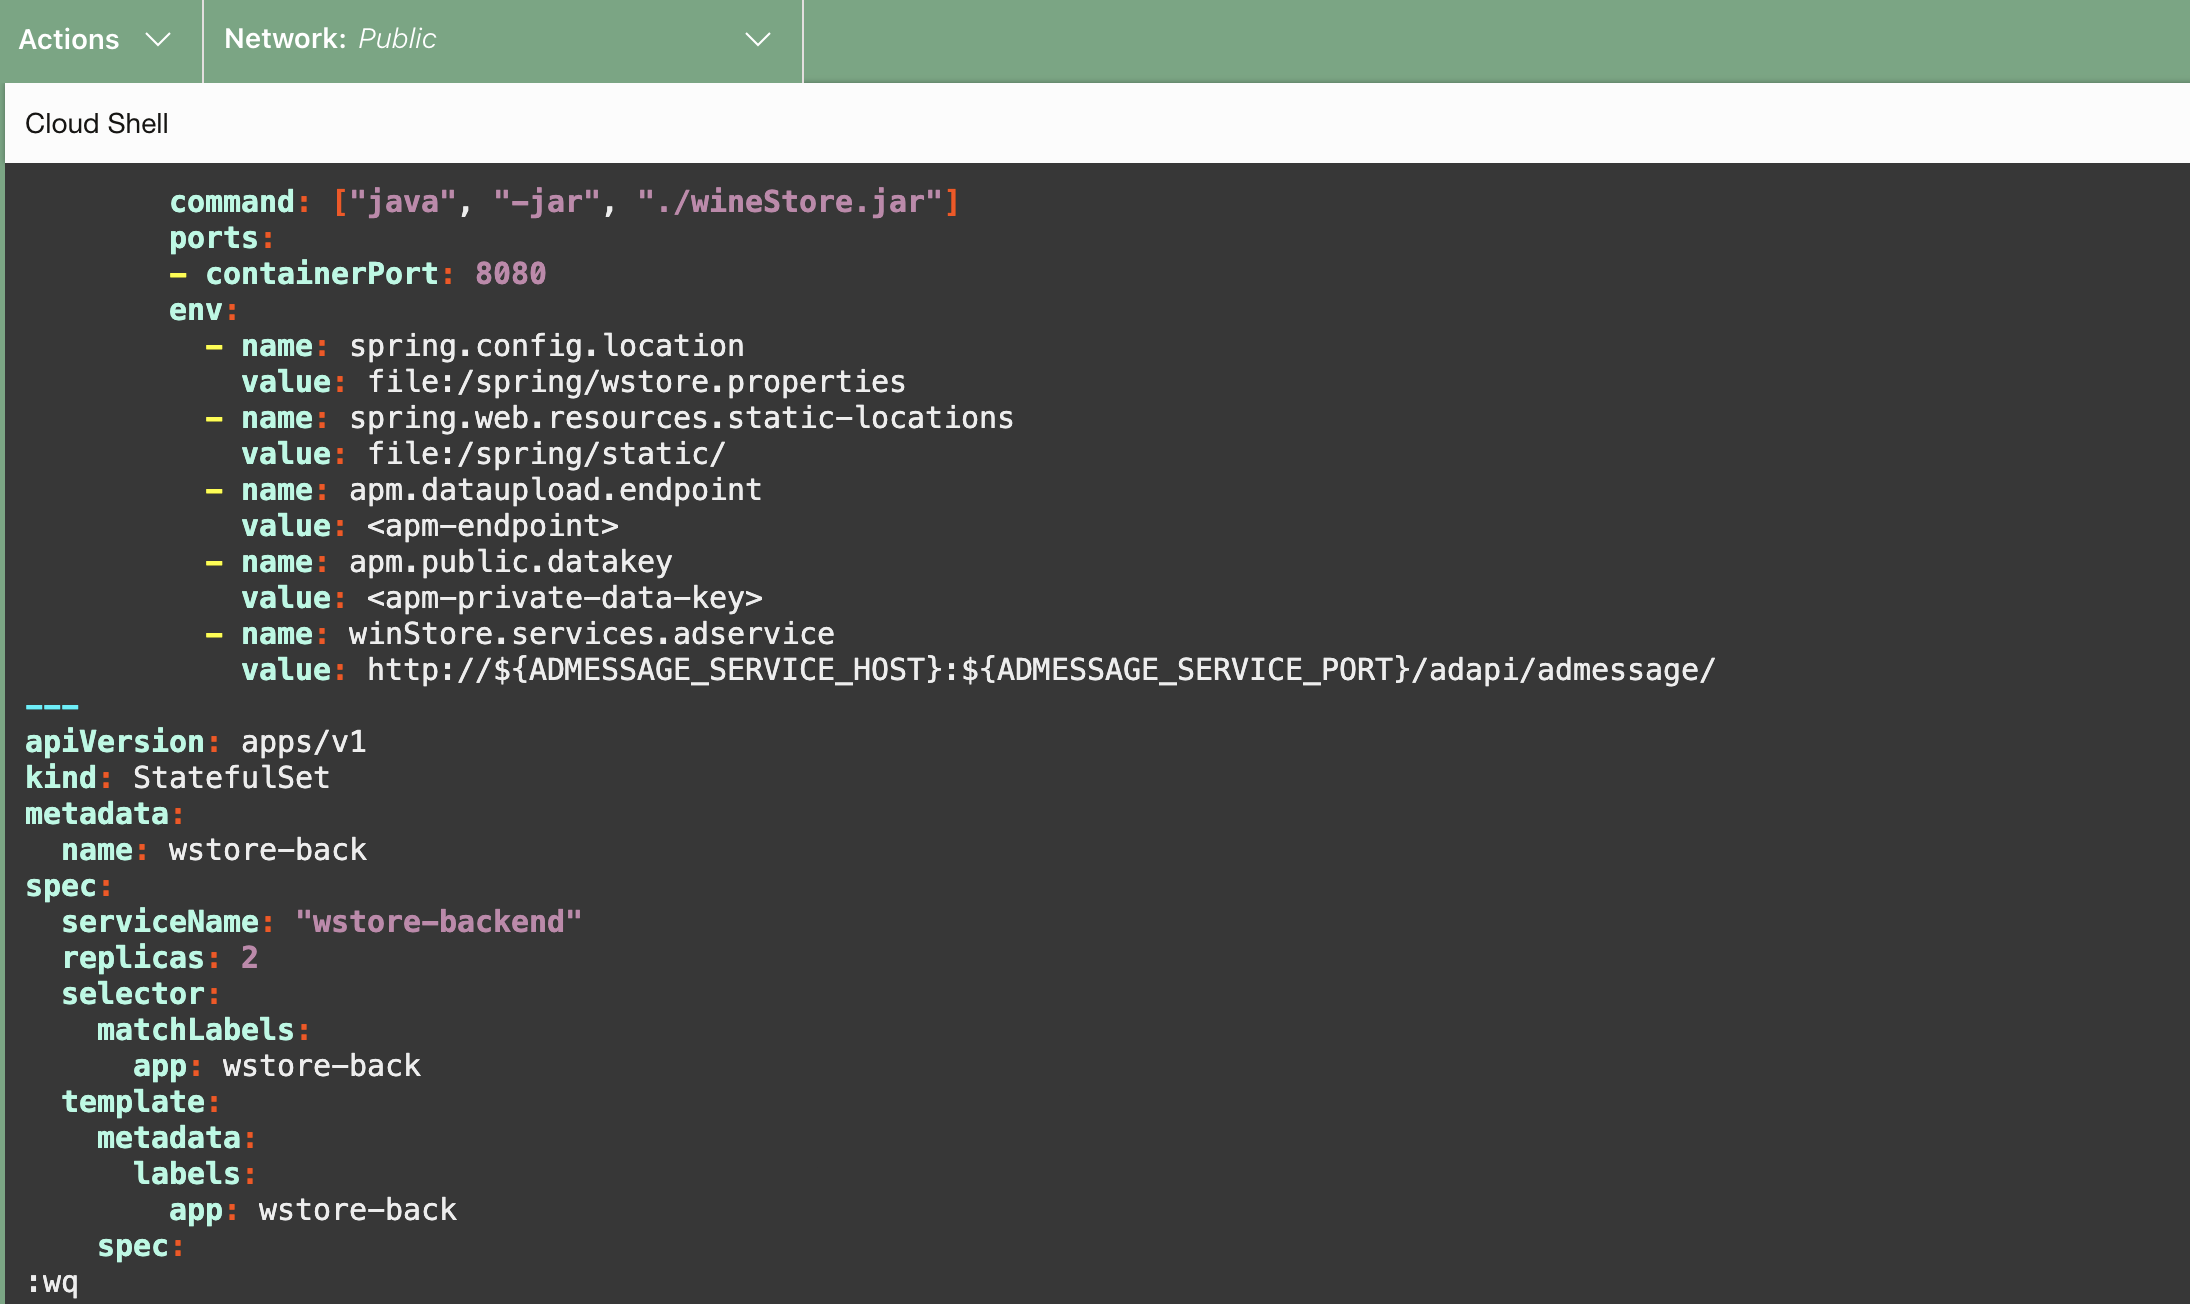 Actions Network: Public
Cloud Shell
command: ["java", "-jar", "./wineStore.jar"]
ports:
- containerPort: 8080
env:
- name: spring.config.location
value: file:/spring/wstore.properties
- name: spring.web.resources.static-locations
value: file:/spring/static/
- name: apm.dataupload.endpoint
value: <apm-endpoint>
- name: apm.public.datakey
value: <apm-private-data-key>
- name: winStore.services.adservice
value: http://${ADMESSAGE_SERVICE_HOST}:${ADMESSAGE_SERVICE_PORT}/adapi/admessage/
---
apiVersion: apps/v1
kind: StatefulSet
metadata:
name: wstore-back
spec:
serviceName: "wstore-backend"
replicas: 2
selector:
matchLabels:
app: wstore-back
template:
metadata:
labels:
app: wstore-back
spec:
:wq